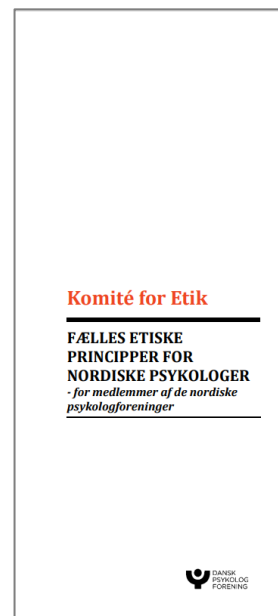 Komité for Etik
FÆLLES ETISKE
PRINCIPPER FOR
NORDISKE PSYKOLOGER
- for medlemmer af de nordiske
psykologforeninger
DANSK
PSYKOLOG
FORENING